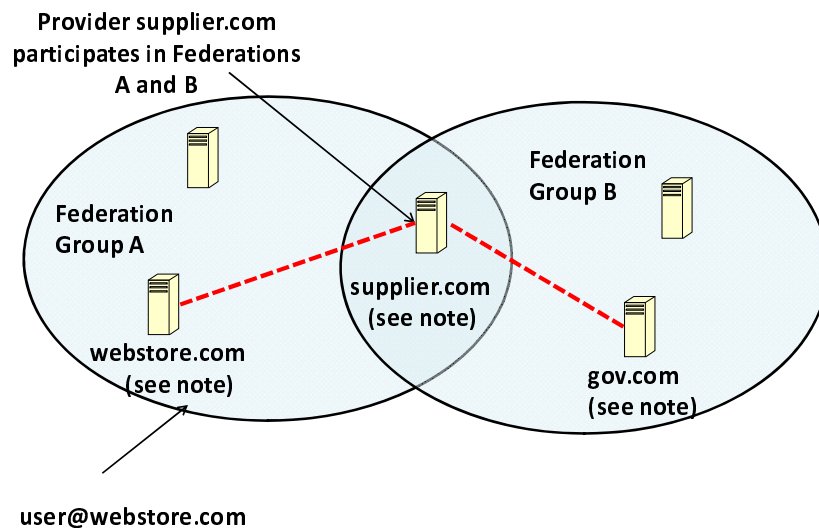 Provider supplier.com
participates in Federations
A and B
Federation
Group A
Federation
Group B
supplier.com
(see note)
webstore.com
(see note)
gov.com
(see note)
user@webstore.com